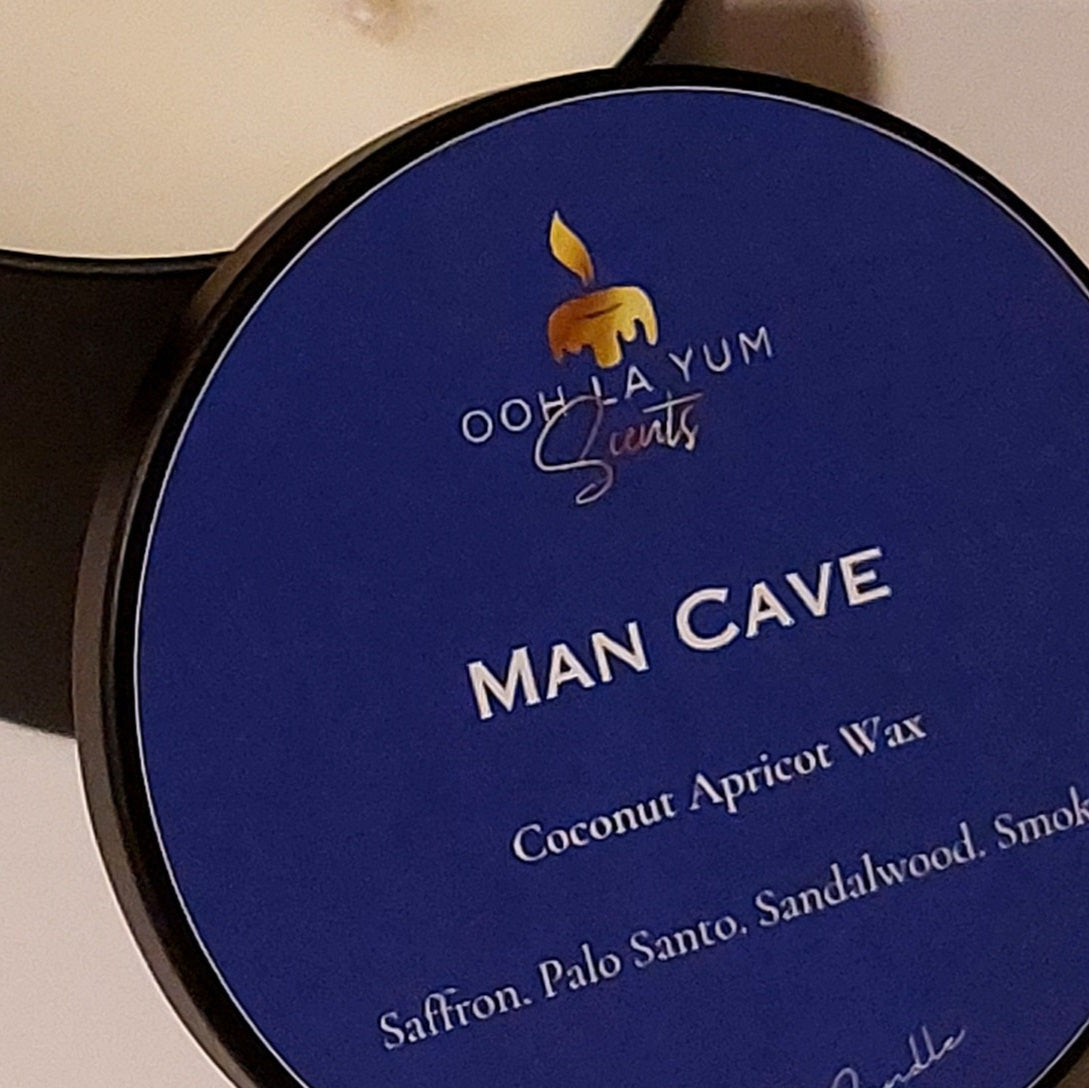 OOH LA YUM
Scents
MAN CAVE
Coconut Apricot Wax
Saffron. Palo Santo. Sandalwood. Smok